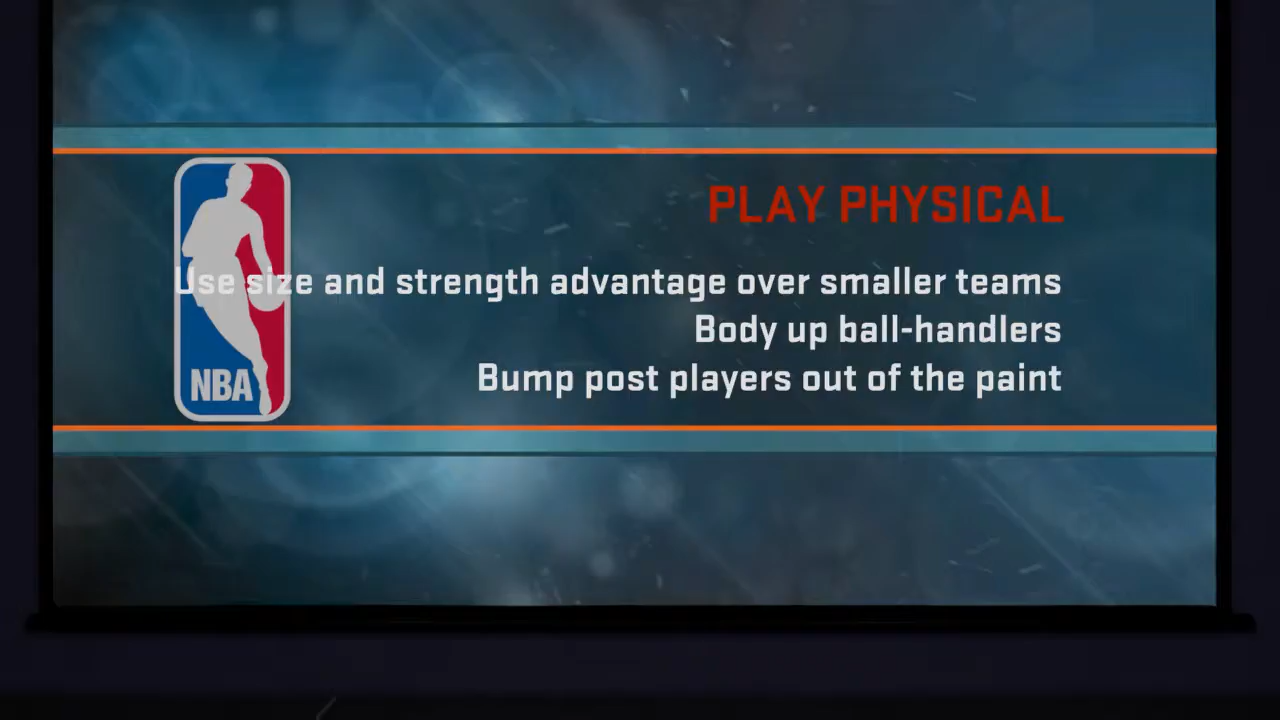 PLAY PHYSICAL
Use size and strength advantage over smaller teams
Body up ball-handlers
Bump post players out of the paint
NBA